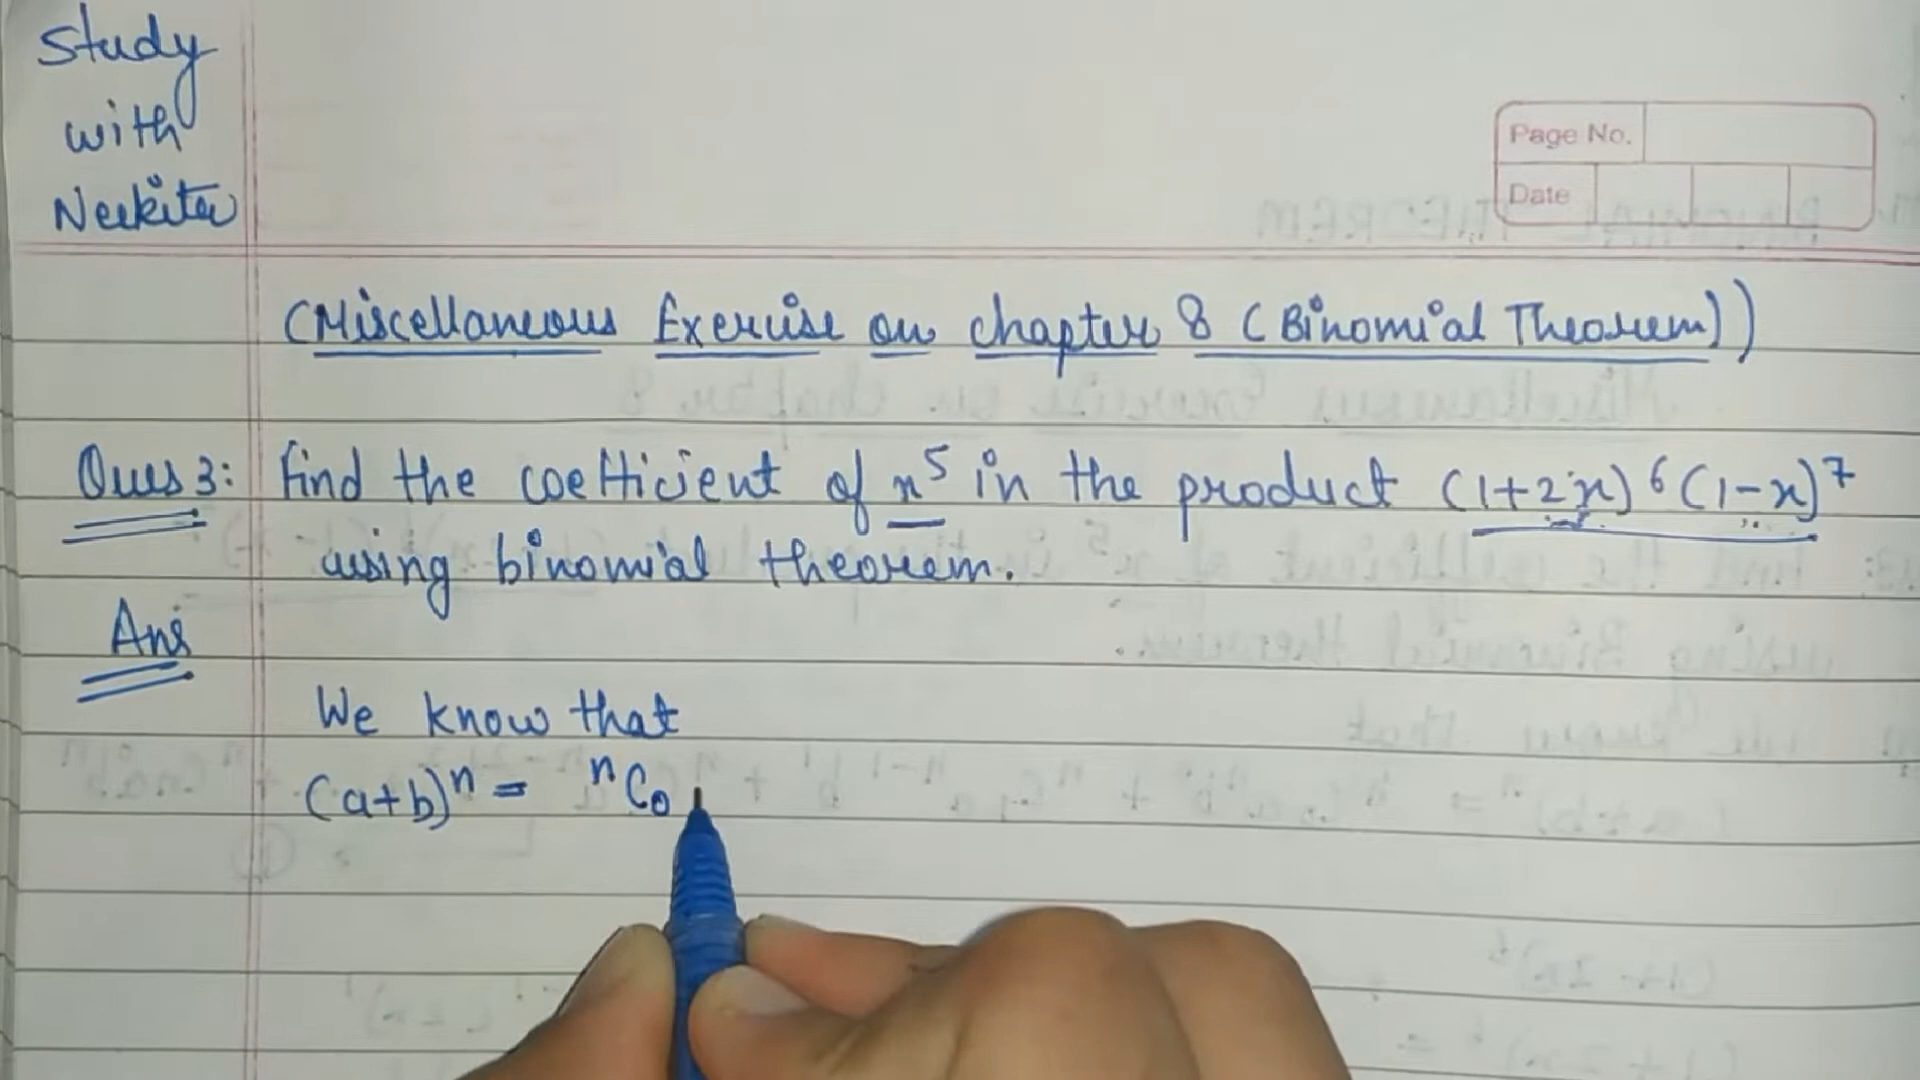 Study
with
Neekita
Page No.
Date
(Miscellaneous Exercise on chapter 8 (Binomial Theorem))
Ques 3: Find the coefficient of x⁵ in the product (1+2x)⁶(1-x)⁷
using binomial theorem.
Ans
We know that
(a+b)ⁿ = ⁿC₀